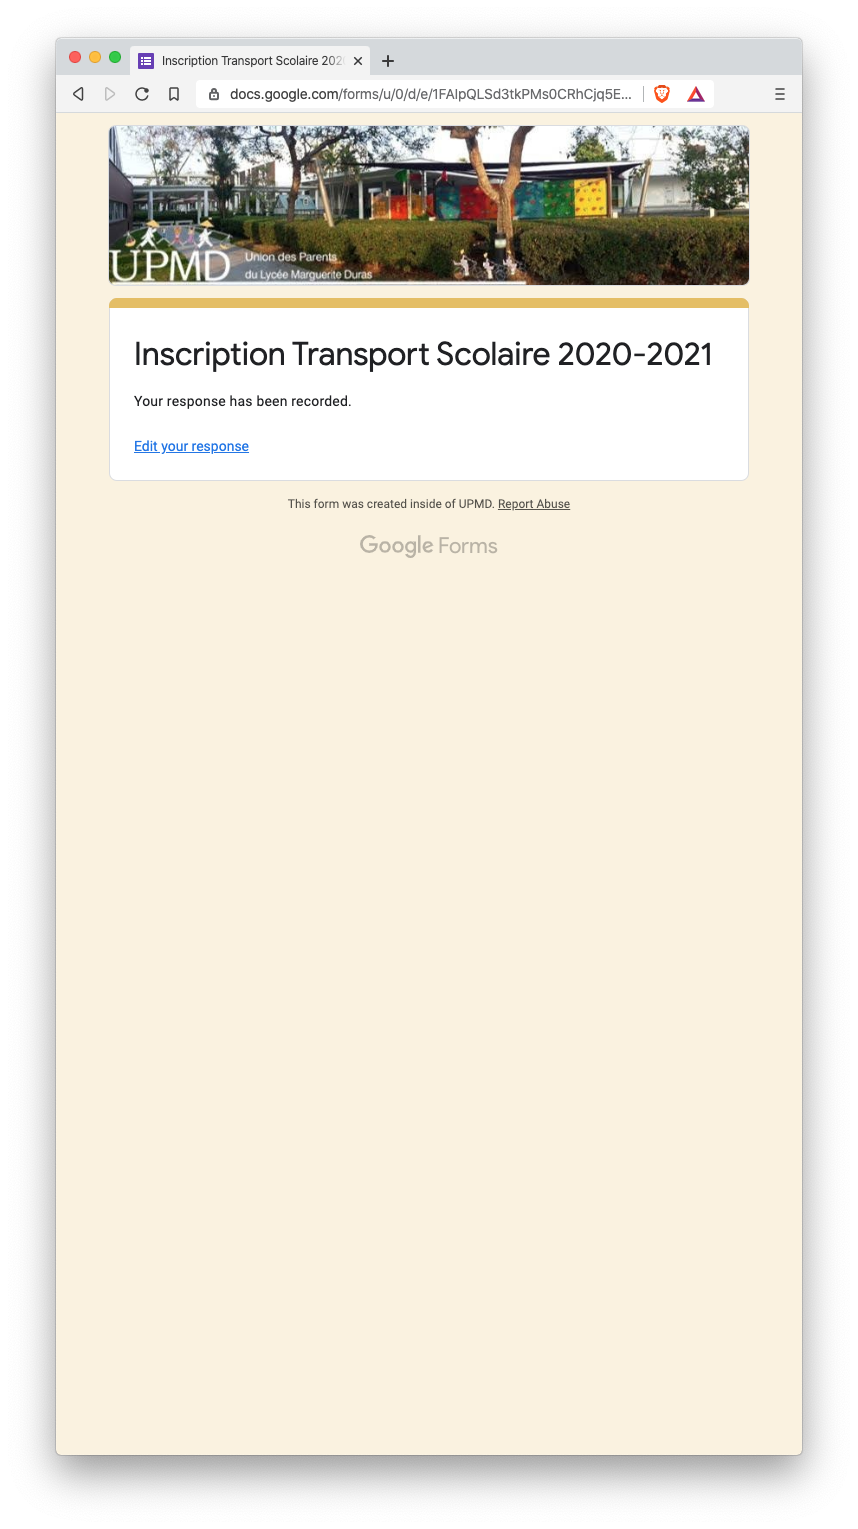 Inscription Transport Scolaire 202
docs.google.com/forms/u/0/d/e/1FAIpQLSd3tkPMs0CRhCjq5E...
UPMD
Union des Parents
du Lycée Marguerite Duras
Inscription Transport Scolaire 2020-2021
Your response has been recorded.
Edit your response
This form was created inside of UPMD. Report Abuse
Google Forms